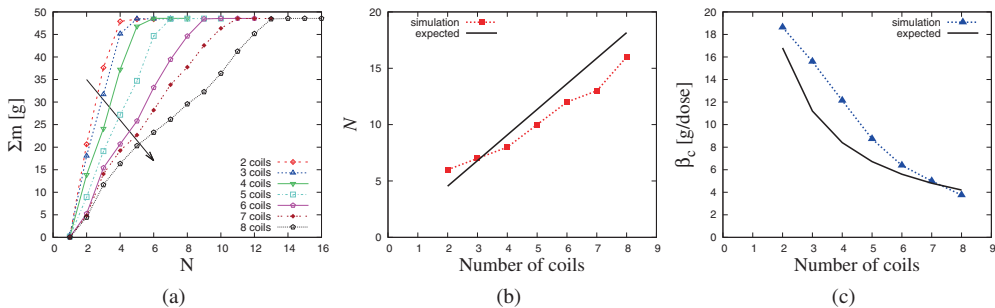 Σm [g]
50
45
40
35
30
25
20
15
10
5
0
2 4 6 8 10 12 14 16
N
2 coils
3 coils
4 coils
5 coils
6 coils
7 coils
8 coils
(a)
N
20
15
10
5
0
0 1 2 3 4 5 6 7 8 9
Number of coils
simulation
expected
(b)
βc [g/dose]
20
18
16
14
12
10
8
6
4
2
0
0 1 2 3 4 5 6 7 8 9
Number of coils
simulation
expected
(c)